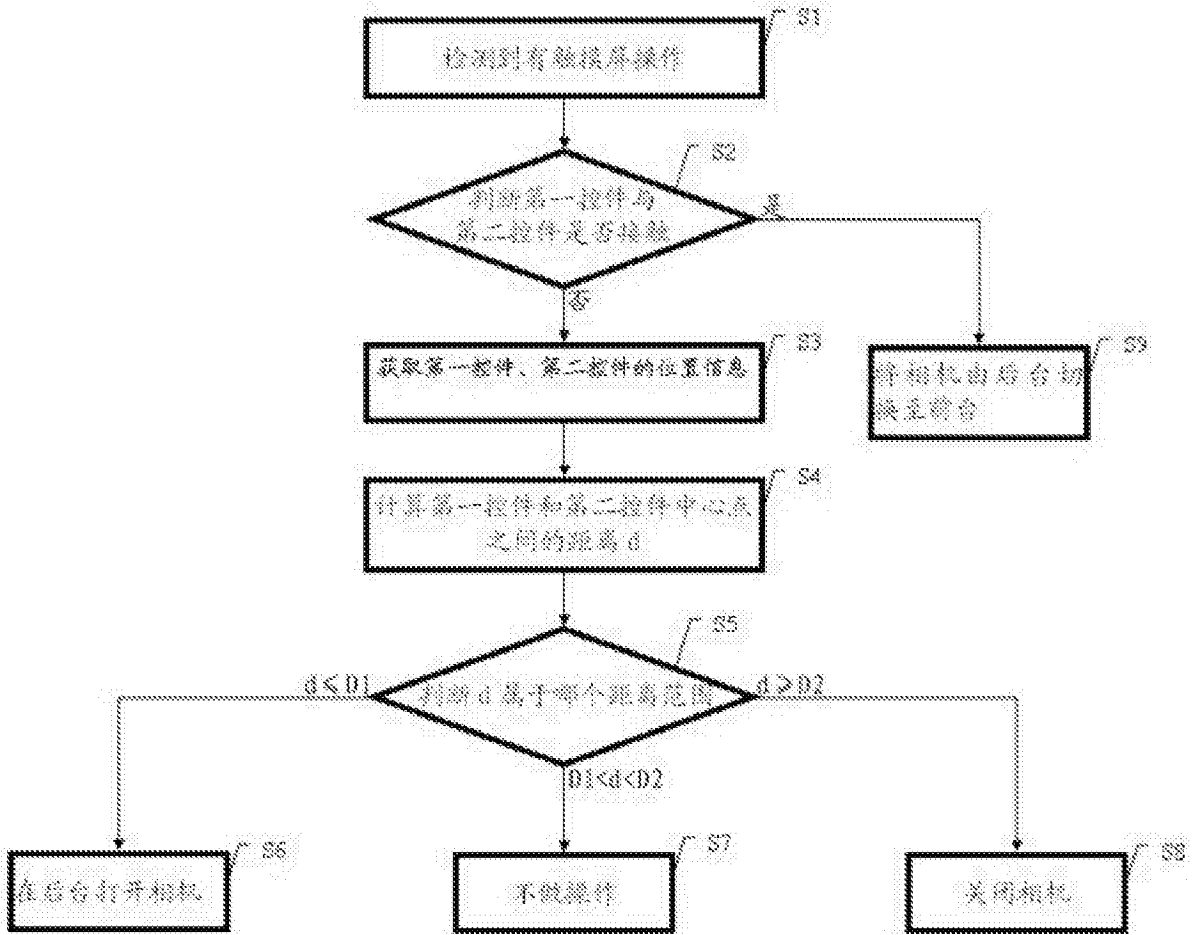 S1
检测到有触摸屏操作
S2
判断第一控件与
第二控件是否接触
是
否
S3
获取第一控件、第二控件的位置信息
S9
将相机由后台切
换至前台
S4
计算第一控件和第二控件中心点
之间的距离d
S5
判断d属于哪个距离范围
d≤D1
d≥D2
D1<d<D2
S6
在后台打开相机
S7
不做操作
S8
关闭相机